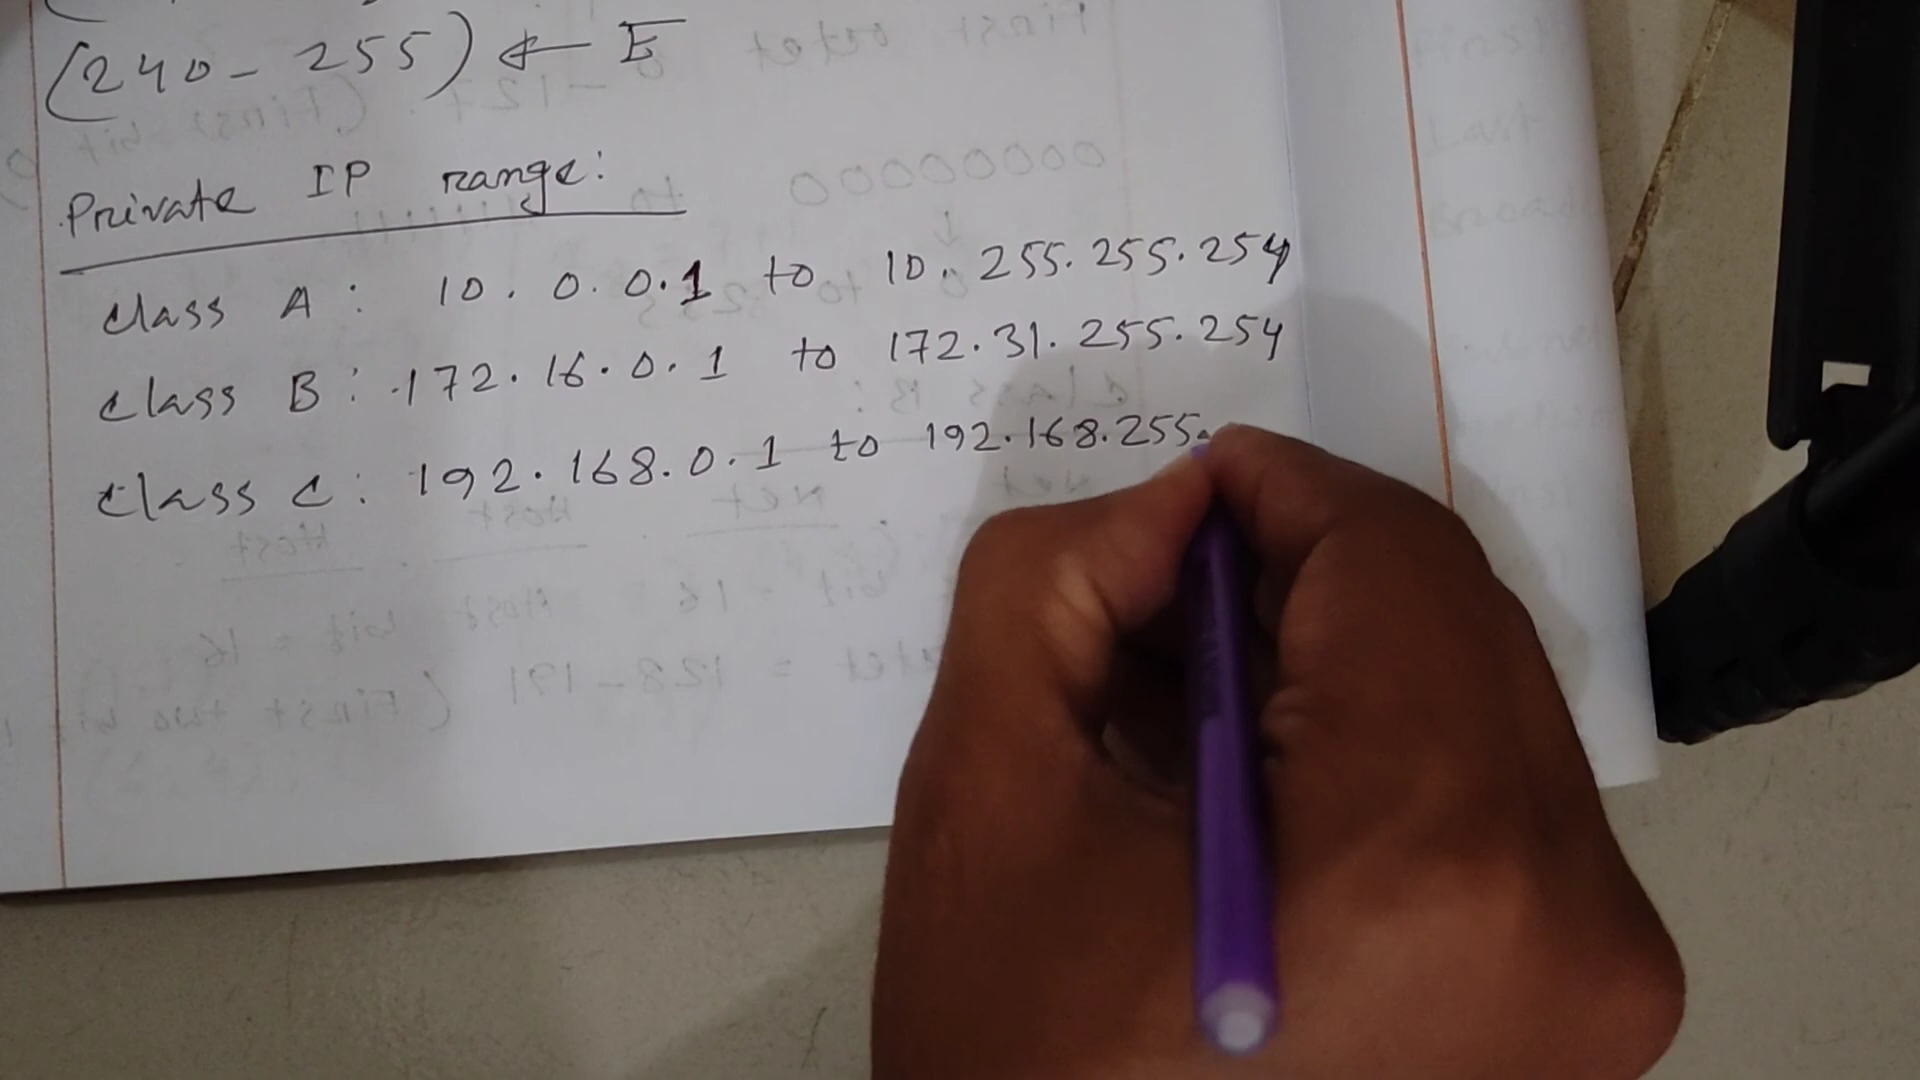 (240 - 255) ← E
Private IP range:
class A : 10. 0. 0.1 to 10. 255. 255. 254
class B : 172. 16. 0. 1 to 172. 31. 255. 254
class C : 192. 168. 0. 1 to 192. 168. 255.